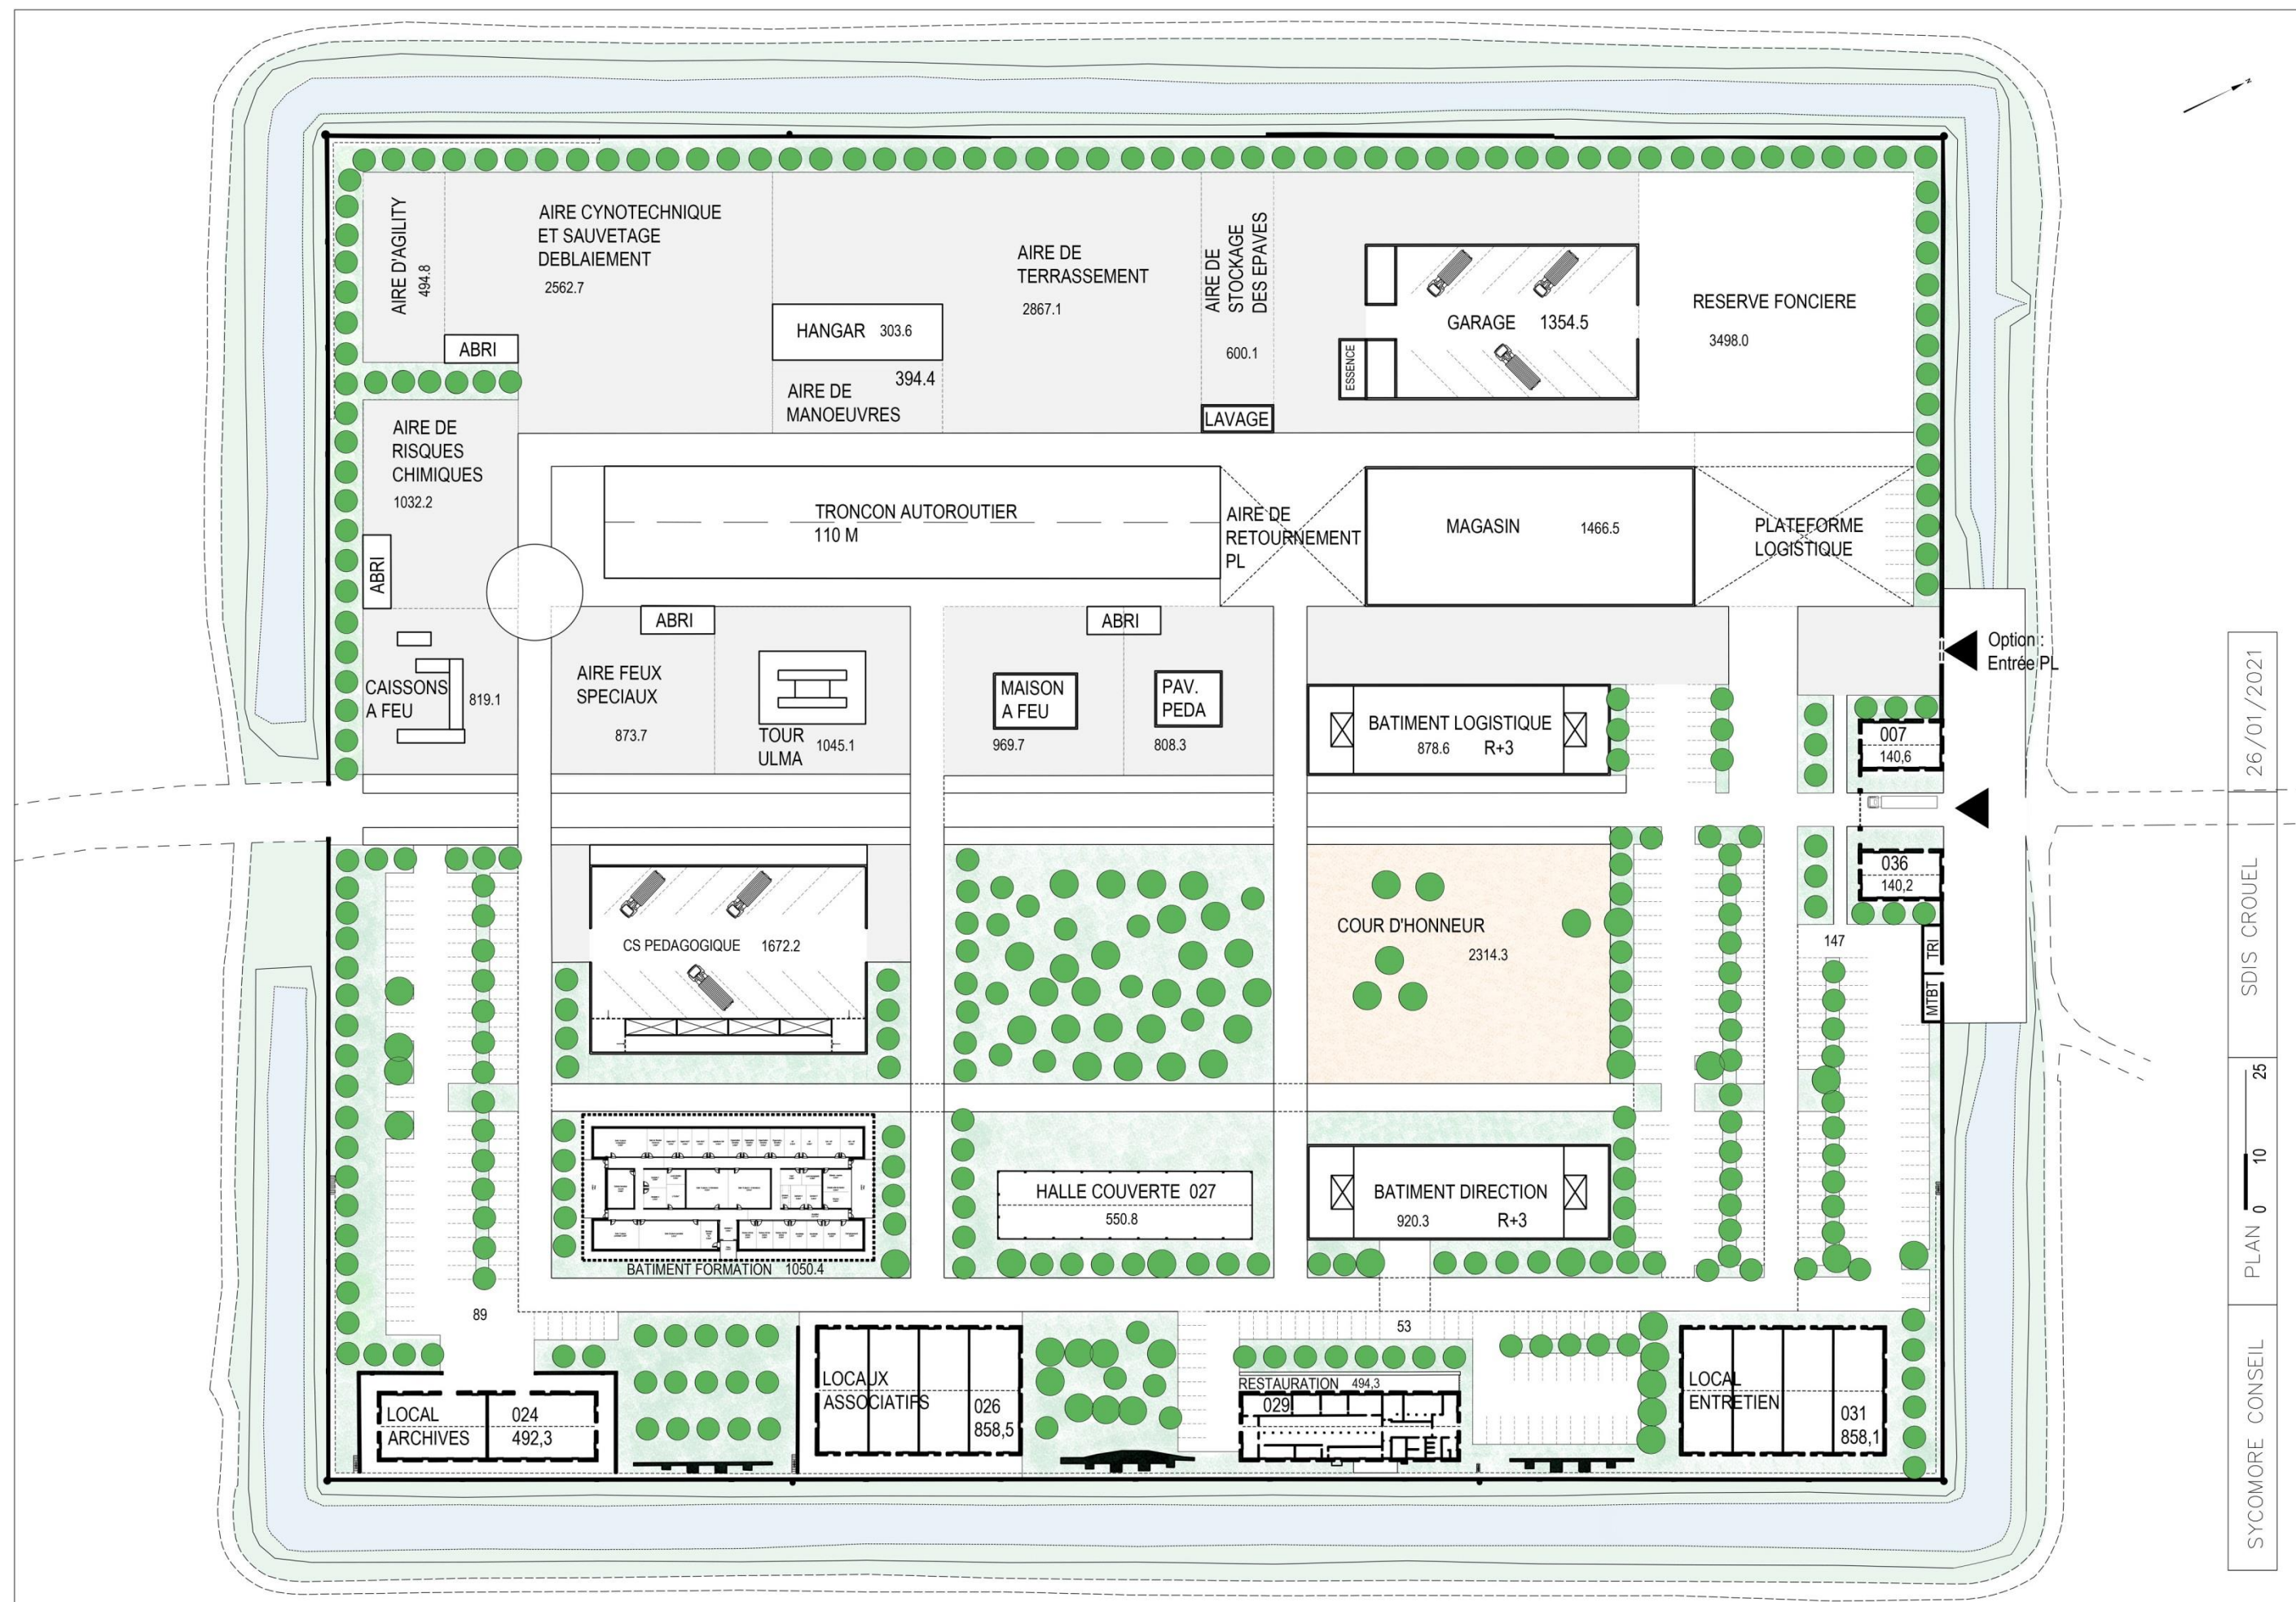 N
AIRE D'AGILITY
494.8
AIRE CYNOTECHNIQUE
ET SAUVETAGE
DEBLAIEMENT
2562.7
ABRI
HANGAR 303.6
394.4
AIRE DE
MANOEUVRES
AIRE DE
TERRASSEMENT
2867.1
AIRE DE
STOCKAGE
DES EPAVES
600.1
LAVAGE
ESSENCE
GARAGE 1354.5
RESERVE FONCIERE
3498.0
AIRE DE
RISQUES
CHIMIQUES
1032.2
ABRI
TRONCON AUTOROUTIER
110 M
AIRE DE
RETOURNEMENT
PL
MAGASIN 1466.5
PLATEFORME
LOGISTIQUE
CAISSONS
A FEU
819.1
AIRE FEUX
SPECIAUX
873.7
ABRI
TOUR
ULMA
1045.1
MAISON
A FEU
969.7
ABRI
PAV.
PEDA
808.3
BATIMENT LOGISTIQUE
878.6 R+3
Option :
Entrée PL
007
140,6
036
140,2
147
TRI
MTBT
CS PEDAGOGIQUE 1672.2
COUR D'HONNEUR
2314.3
BATIMENT FORMATION 1050.4
HALLE COUVERTE 027
550.8
BATIMENT DIRECTION
920.3 R+3
89
53
LOCAL
ARCHIVES
024
492,3
LOCAUX
ASSOCIATIFS
026
858,5
RESTAURATION 494,3
029
LOCAL
ENTRETIEN
031
858,1
SYCOMORE CONSEIL
PLAN 0 10 25
SDIS CROUEL
26/01/2021